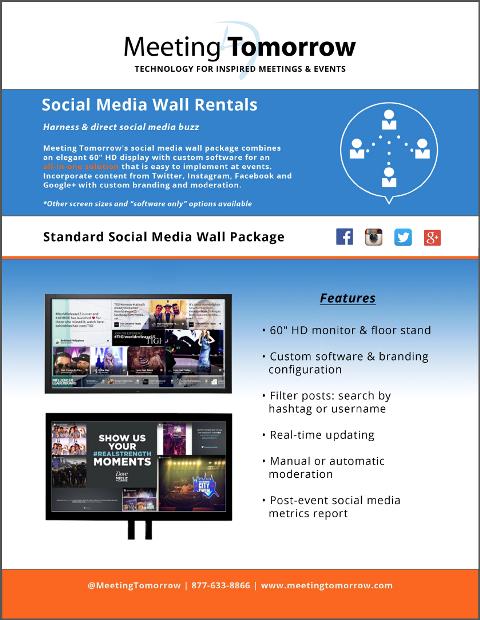 Meeting Tomorrow
TECHNOLOGY FOR INSPIRED MEETINGS & EVENTS
Social Media Wall Rentals
Harness & direct social media buzz
Meeting Tomorrow's social media wall package combines
an elegant 60" HD display with custom software for an
all-in-one solution that is easy to implement at events.
Incorporate content from Twitter, Instagram, Facebook and
Google+ with custom branding and moderation.
*Other screen sizes and "software only" options available
Standard Social Media Wall Package
Features
• 60" HD monitor & floor stand
• Custom software & branding
configuration
• Filter posts: search by
hashtag or username
• Real-time updating
• Manual or automatic
moderation
• Post-event social media
metrics report
SHOW US
YOUR
#REALSTRENGTH
MOMENTS
Dove
@MeetingTomorrow | 877-633-8866 | www.meetingtomorrow.com